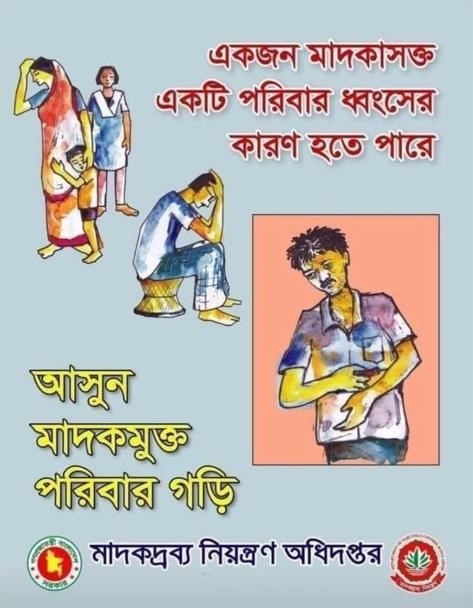 একজন মাদকাসক্ত
একটি পরিবার ধ্বংসের
কারণ হতে পারে
আসুন
মাদকমুক্ত
পরিবার গড়ি
মাদকদ্রব্য নিয়ন্ত্রণ অধিদপ্তর